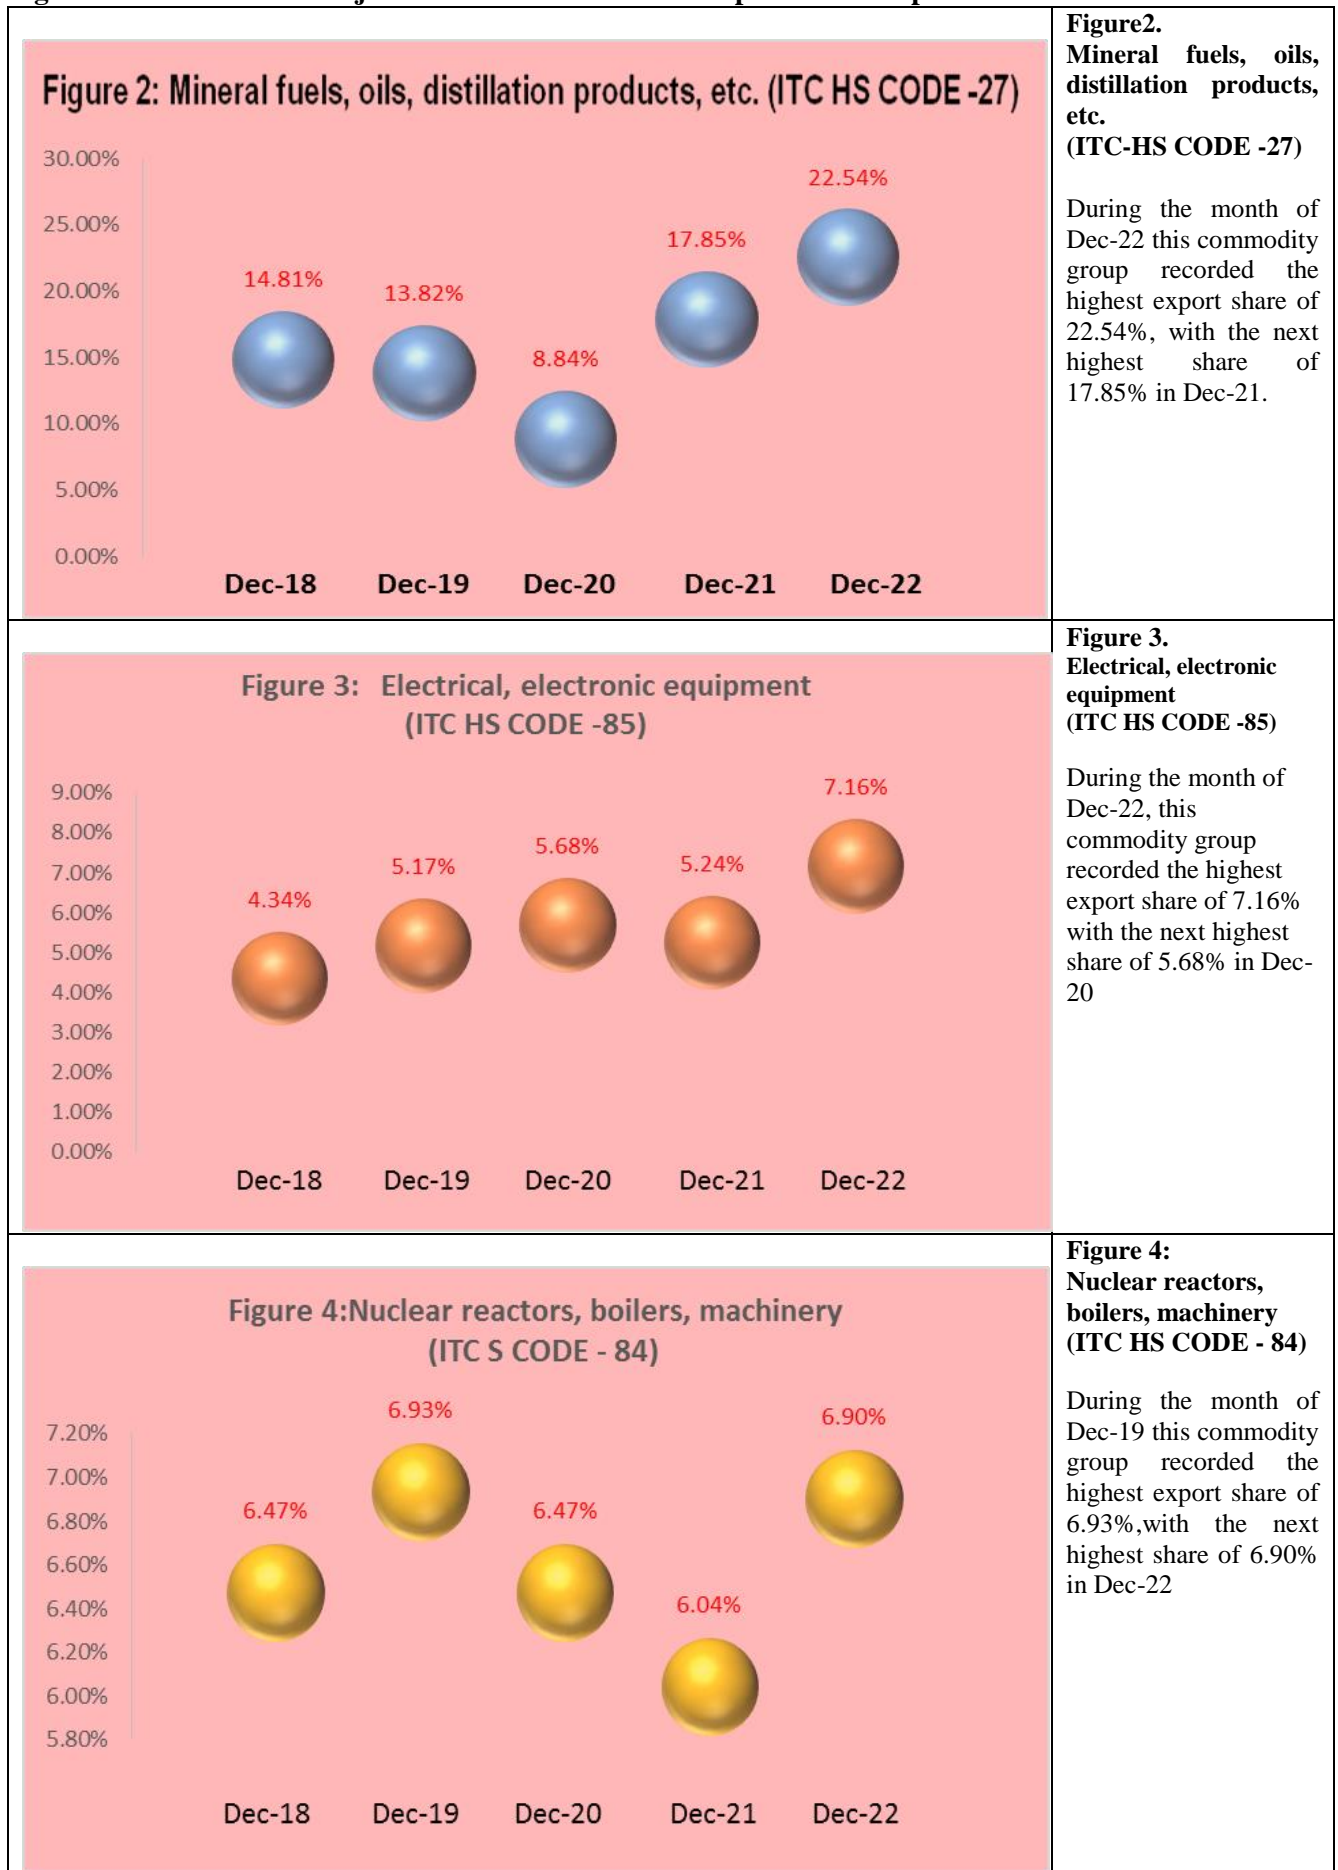 Figure 2: Mineral fuels, oils, distillation products, etc. (ITC HS CODE -27)
30.00%
25.00%
20.00%
15.00%
10.00%
5.00%
0.00%
14.81%
13.82%
8.84%
17.85%
22.54%
Dec-18 Dec-19 Dec-20 Dec-21 Dec-22
Figure2.
Mineral fuels, oils,
distillation products,
etc.
(ITC-HS CODE -27)
During the month of
Dec-22 this commodity
group recorded the
highest export share of
22.54%, with the next
highest share of
17.85% in Dec-21.
Figure 3: Electrical, electronic equipment
(ITC HS CODE -85)
9.00%
8.00%
7.00%
6.00%
5.00%
4.00%
3.00%
2.00%
1.00%
0.00%
4.34%
5.17%
5.68%
5.24%
7.16%
Dec-18 Dec-19 Dec-20 Dec-21 Dec-22
Figure 3.
Electrical, electronic
equipment
(ITC HS CODE -85)
During the month of
Dec-22, this
commodity group
recorded the highest
export share of 7.16%
with the next highest
share of 5.68% in Dec-
20
Figure 4:Nuclear reactors, boilers, machinery
(ITC S CODE - 84)
7.20%
7.00%
6.80%
6.60%
6.40%
6.20%
6.00%
5.80%
6.47%
6.93%
6.47%
6.04%
6.90%
Dec-18 Dec-19 Dec-20 Dec-21 Dec-22
Figure 4:
Nuclear reactors,
boilers, machinery
(ITC HS CODE - 84)
During the month of
Dec-19 this commodity
group recorded the
highest export share of
6.93%,with the next
highest share of 6.90%
in Dec-22